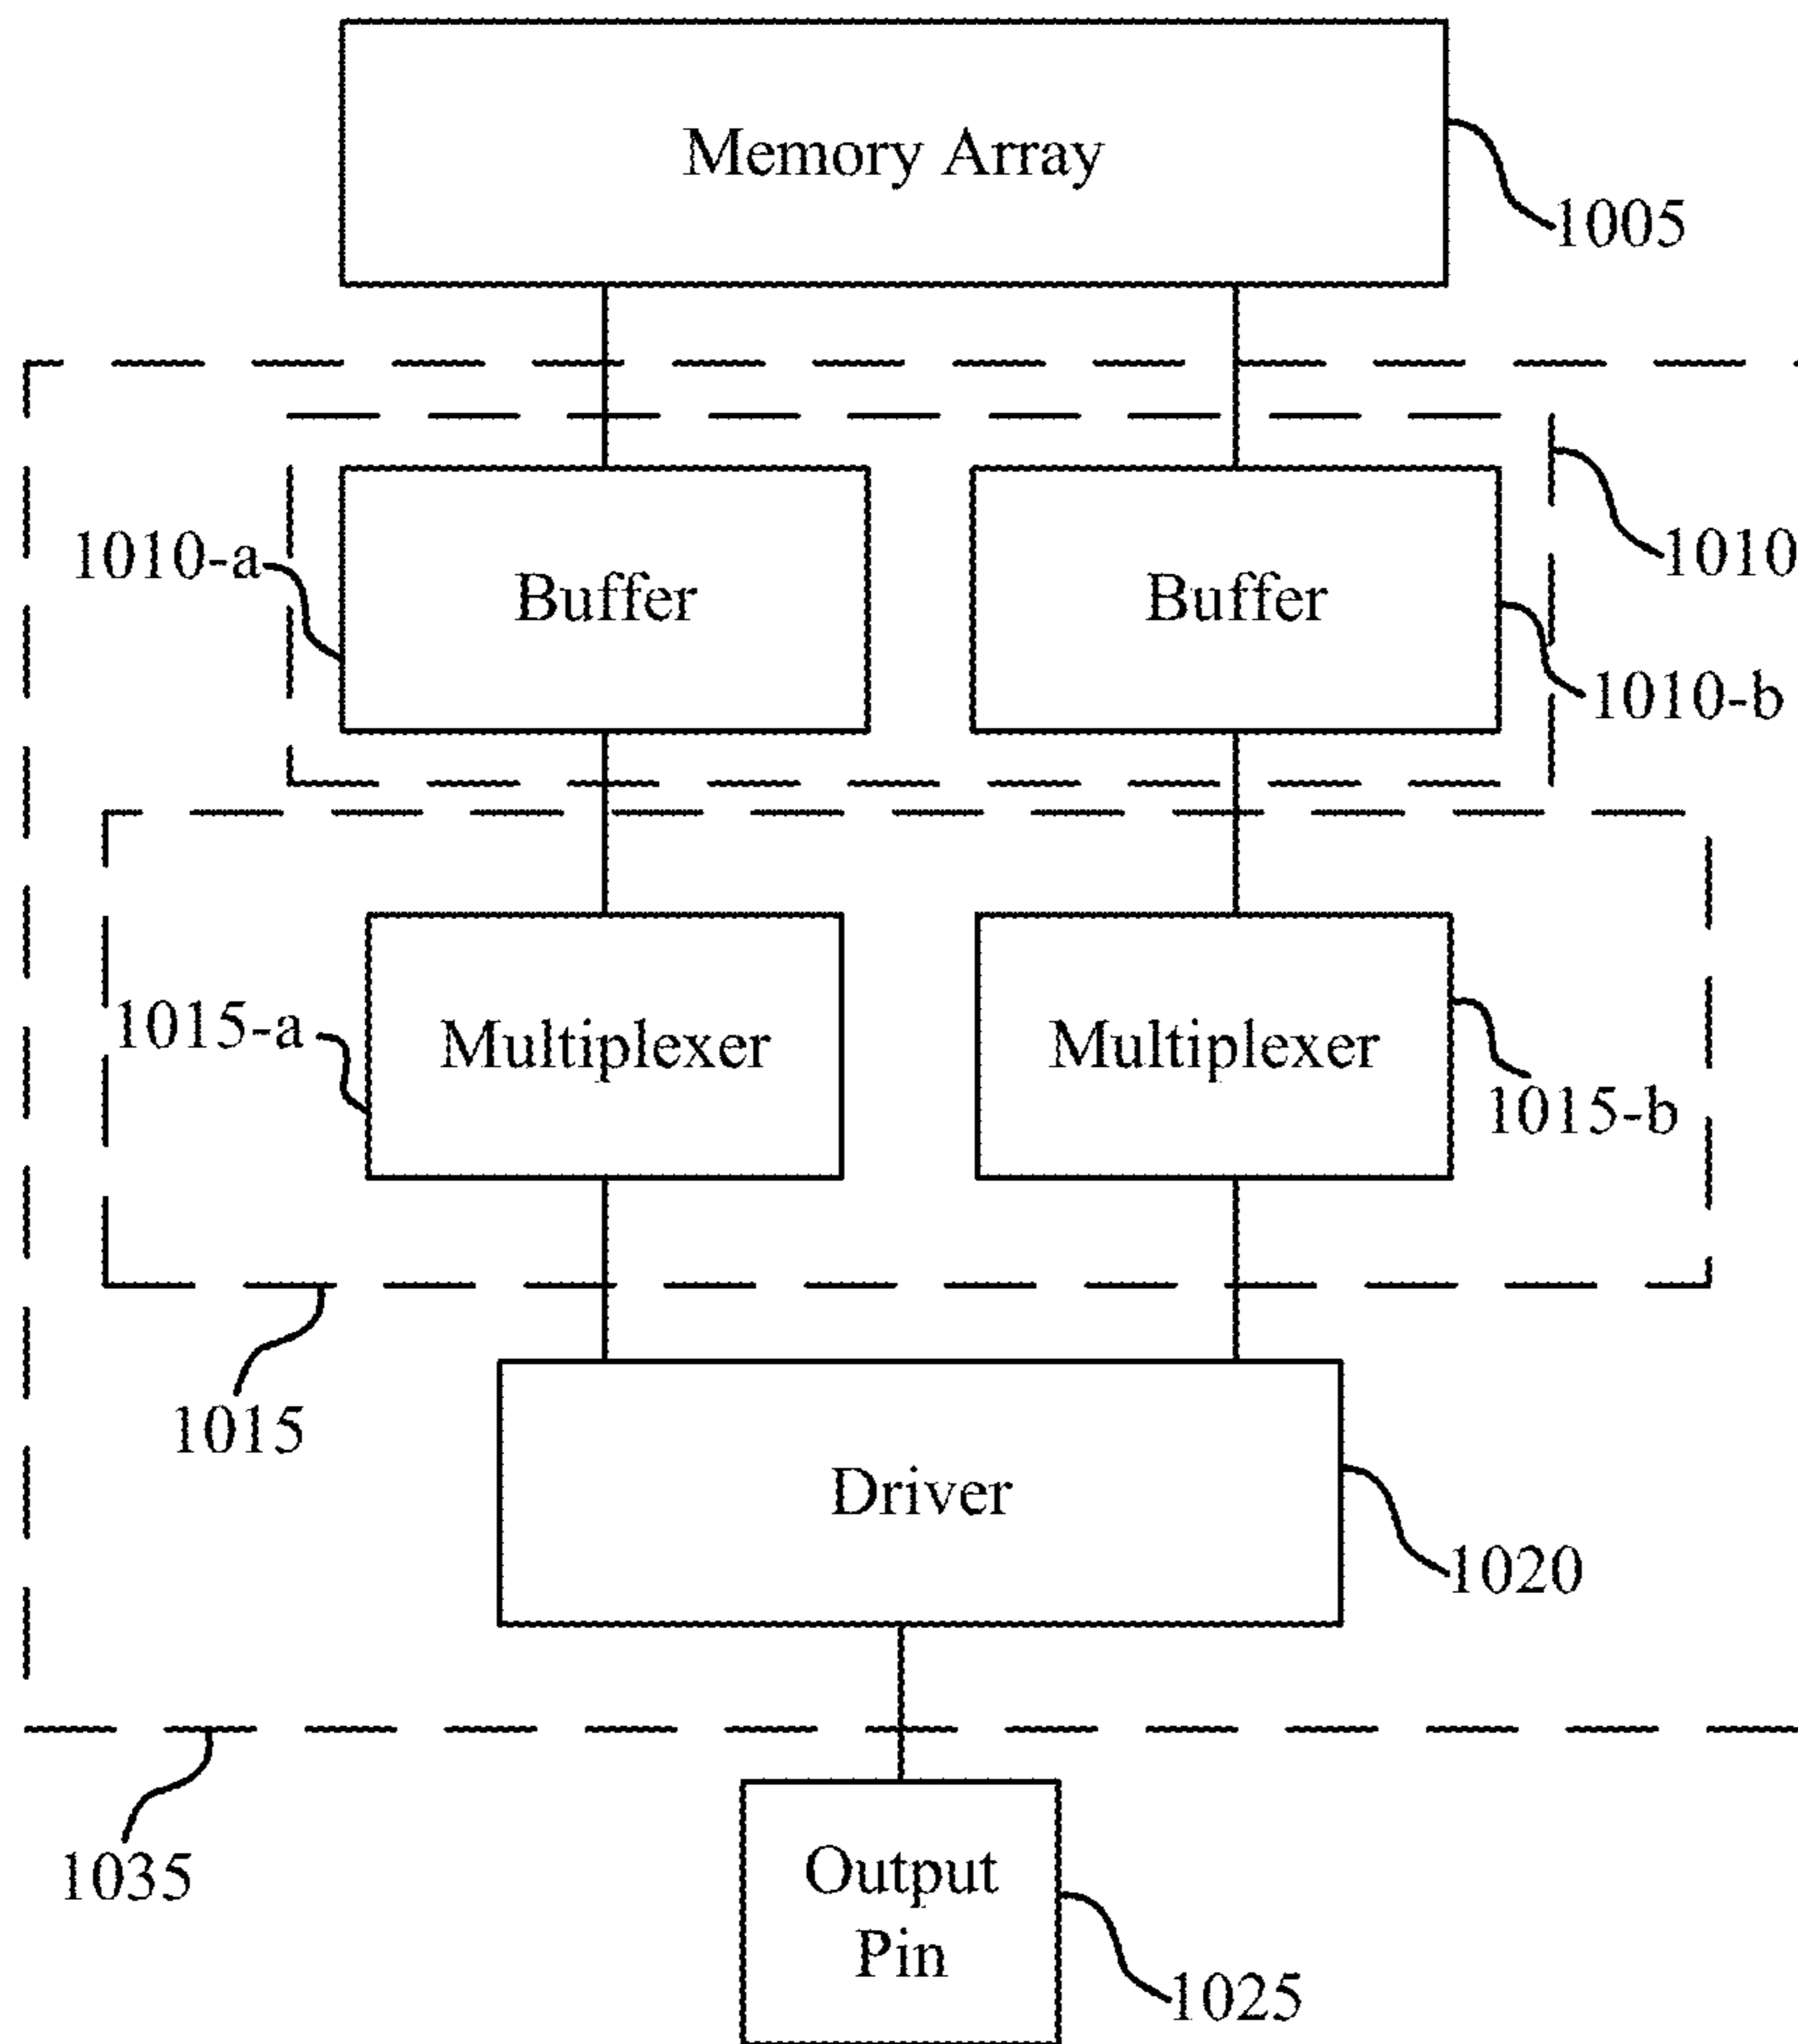 Memory Array
1005
1010-a
Buffer
Buffer
1010
1010-b
1015-a
Multiplexer
Multiplexer
1015-b
1015
Driver
1020
1035
Output
Pin
1025